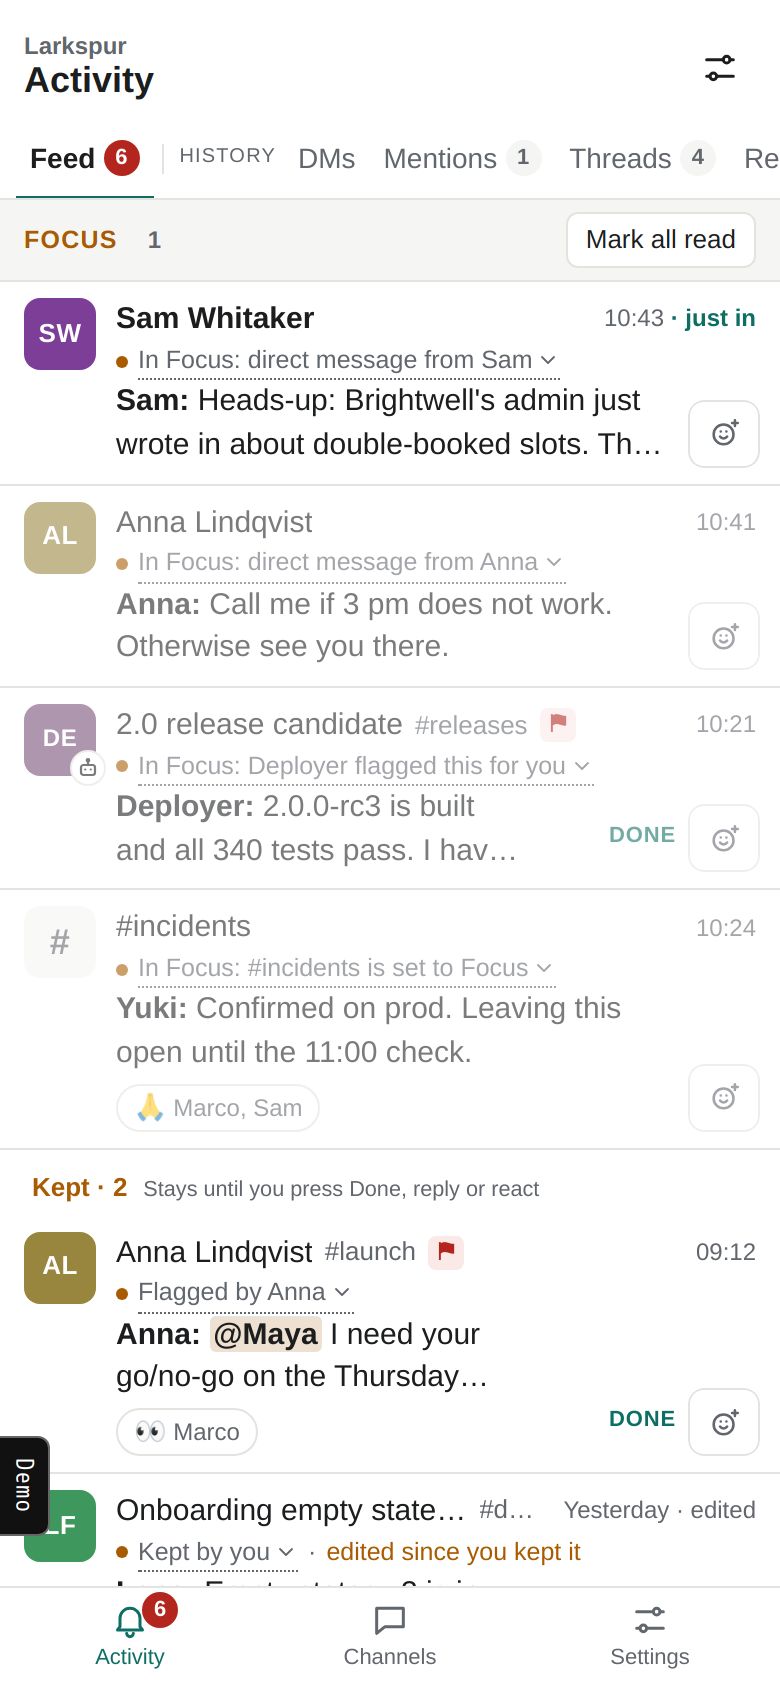 Larkspur
Activity
Feed 6 HISTORY DMs Mentions 1 Threads 4 Re
FOCUS 1 Mark all read
SW Sam Whitaker 10:43 · just in
In Focus: direct message from Sam
Sam: Heads-up: Brightwell's admin just
wrote in about double-booked slots. Th…
AL Anna Lindqvist 10:41
In Focus: direct message from Anna
Anna: Call me if 3 pm does not work.
Otherwise see you there.
DE 2.0 release candidate #releases 10:21
In Focus: Deployer flagged this for you
Deployer: 2.0.0-rc3 is built
and all 340 tests pass. I hav…
DONE
# #incidents 10:24
In Focus: #incidents is set to Focus
Yuki: Confirmed on prod. Leaving this
open until the 11:00 check.
🙏 Marco, Sam
Kept · 2 Stays until you press Done, reply or react
AL Anna Lindqvist #launch 09:12
Flagged by Anna
Anna: @Maya I need your
go/no-go on the Thursday…
DONE
👀 Marco
Demo
LF Onboarding empty state… #d… Yesterday · edited
Kept by you · edited since you kept it
6
Activity Channels Settings